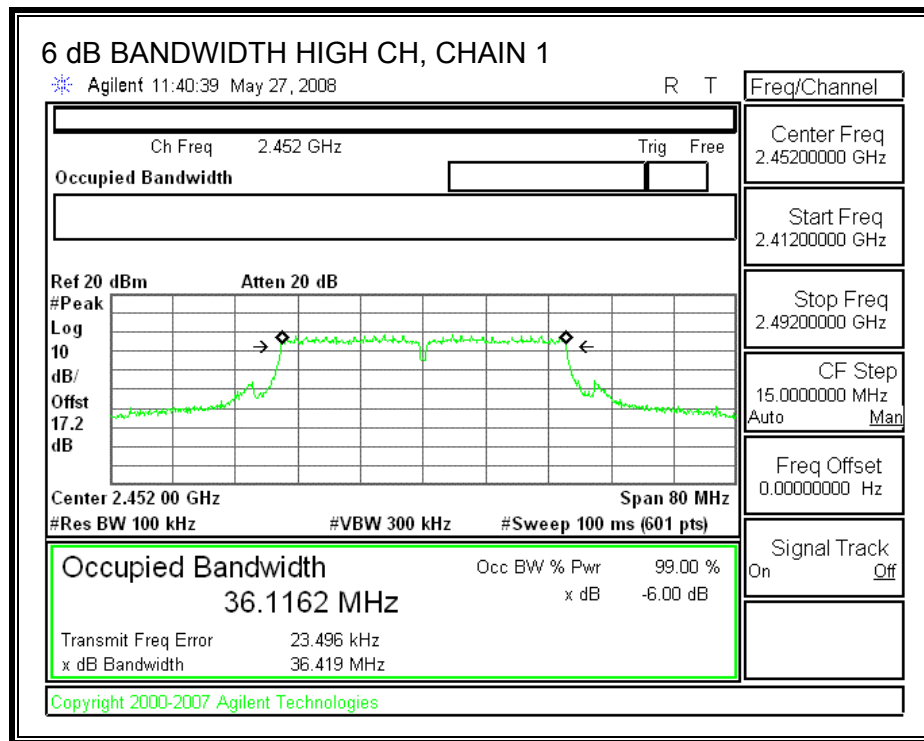 6 dB BANDWIDTH HIGH CH, CHAIN 1
Agilent 11:40:39 May 27, 2008 R T
Freq/Channel
Ch Freq 2.452 GHz Trig Free
Occupied Bandwidth
Center Freq
2.45200000 GHz
Start Freq
2.41200000 GHz
Stop Freq
2.49200000 GHz
CF Step
15.0000000 MHz
Auto Man
Freq Offset
0.00000000 Hz
Signal Track
On Off
Ref 20 dBm Atten 20 dB
#Peak
Log
10
dB/
Offst
17.2
dB
Center 2.452 00 GHz Span 80 MHz
#Res BW 100 kHz #VBW 300 kHz #Sweep 100 ms (601 pts)
Occupied Bandwidth Occ BW % Pwr 99.00 %
36.1162 MHz x dB -6.00 dB
Transmit Freq Error 23.496 kHz
x dB Bandwidth 36.419 MHz
Copyright 2000-2007 Agilent Technologies